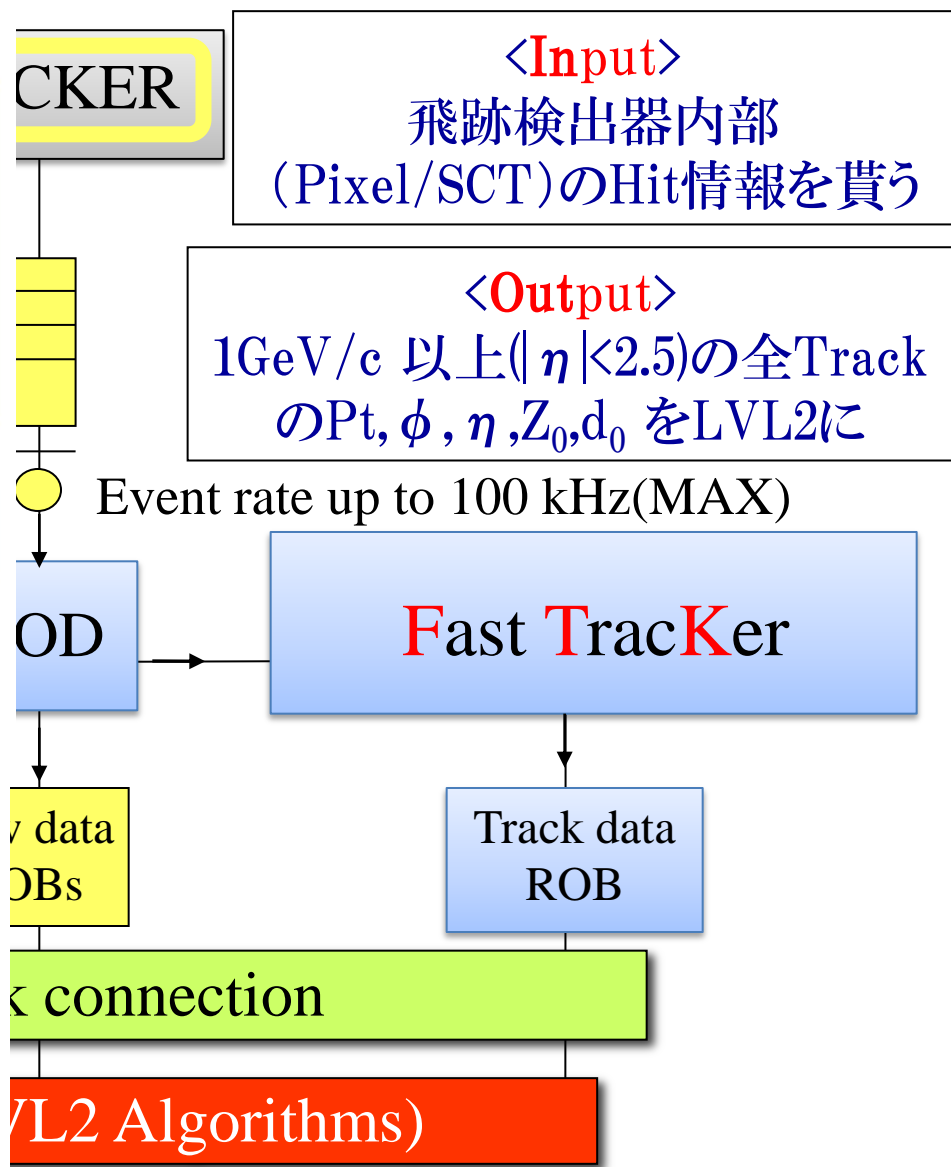 CKER
<Input>
飛跡検出器内部
(Pixel/SCT)のHit情報を貰う
<Output>
1GeV/c 以上(|η|<2.5)の全Track
のPt,φ,η,Z₀,d₀ をLVL2に
Event rate up to 100 kHz(MAX)
OD
Fast TracKer
data
OBs
Track data
ROB
k connection
VL2 Algorithms)